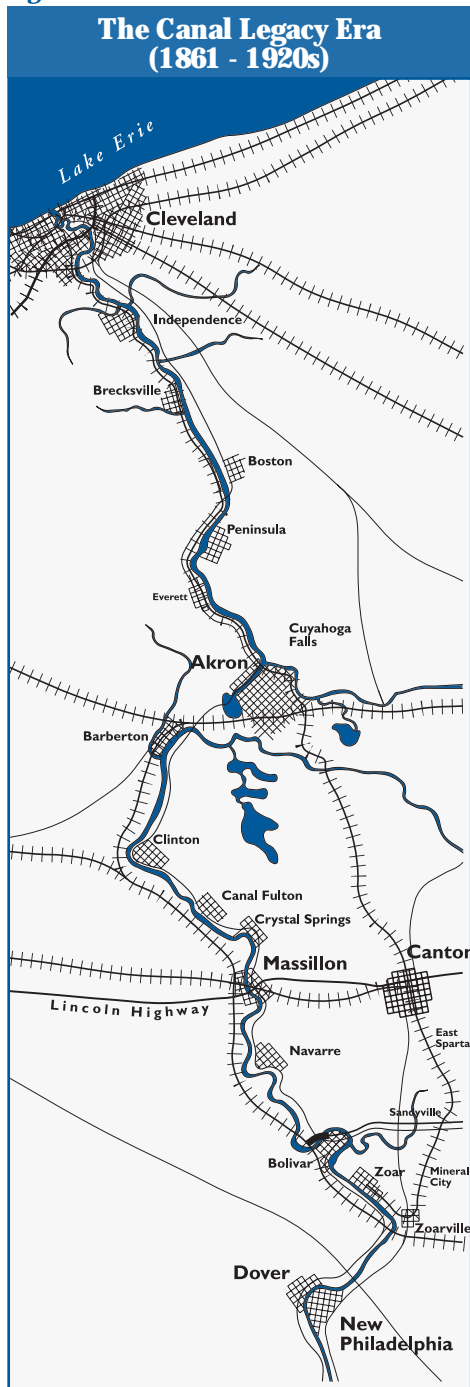 The Canal Legacy Era
(1861 - 1920s)
Lake Erie
Cleveland
Independence
Brecksville
Boston
Peninsula
Everett
Cuyahoga
Falls
Akron
Barberton
Clinton
Canal Fulton
Crystal Springs
Massillon
Canton
Lincoln Highway
East
Sparta
Navarre
Sandyville
Bolivar
Zoar
Mineral
City
Zoarville
Dover
New
Philadelphia